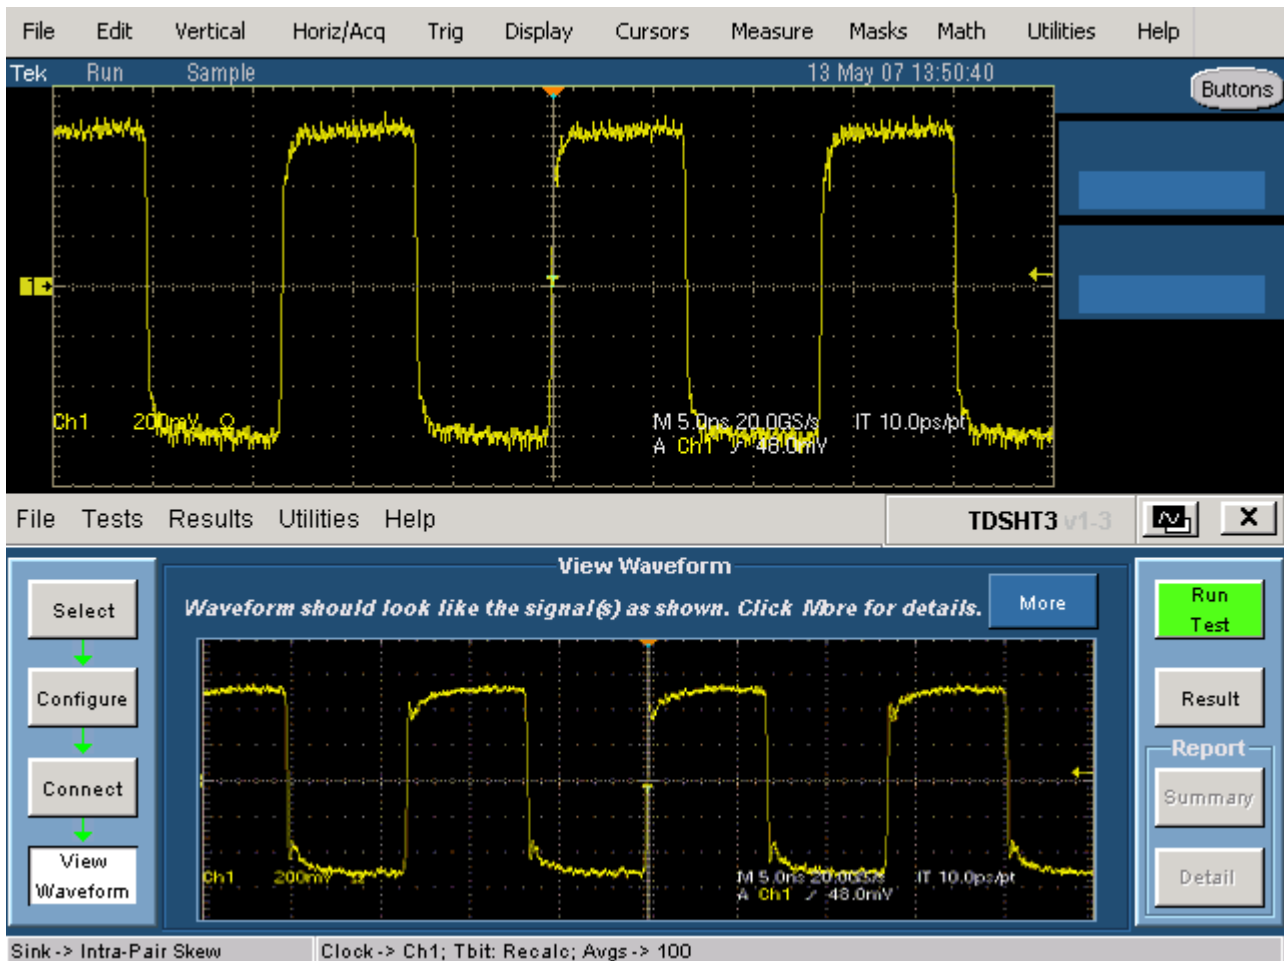 File Edit Vertical Horiz/Acq Trig Display Cursors Measure Masks Math Utilities Help
Tek Run Sample 13 May 07 13:50:40
Buttons
1
Ch1 200mV Ω M 5.0ns 20.0GS/s IT 10.0ps/pt
A Ch1 48.0mV
File Tests Results Utilities Help TDSHT3 v1-3 X
View Waveform
Waveform should look like the signal(s) as shown. Click More for details. More
Select
Configure
Connect
View
Waveform
Ch1 200mV Ω M 5.0ns 20.0GS/s IT 10.0ps/pt
A Ch1 48.0mV
Run
Test
Result
Report
Summary
Detail
Sink -> Intra-Pair Skew Clock -> Ch1; Tbit: Recalc; Avgs -> 100